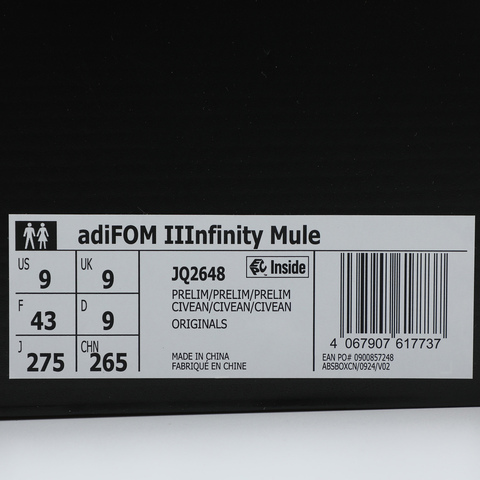 adiFOM IIInfinity Mule
US 9 UK 9
F 43 D 9
J 275 CHN 265
JQ2648 Inside
PRELIM/PRELIM/PRELIM
CIVEAN/CIVEAN/CIVEAN
ORIGINALS
MADE IN CHINA
FABRIQUÉ EN CHINE
4 067907 617737
EAN PO# 0900857248
ABSBOXCN/0924/V02